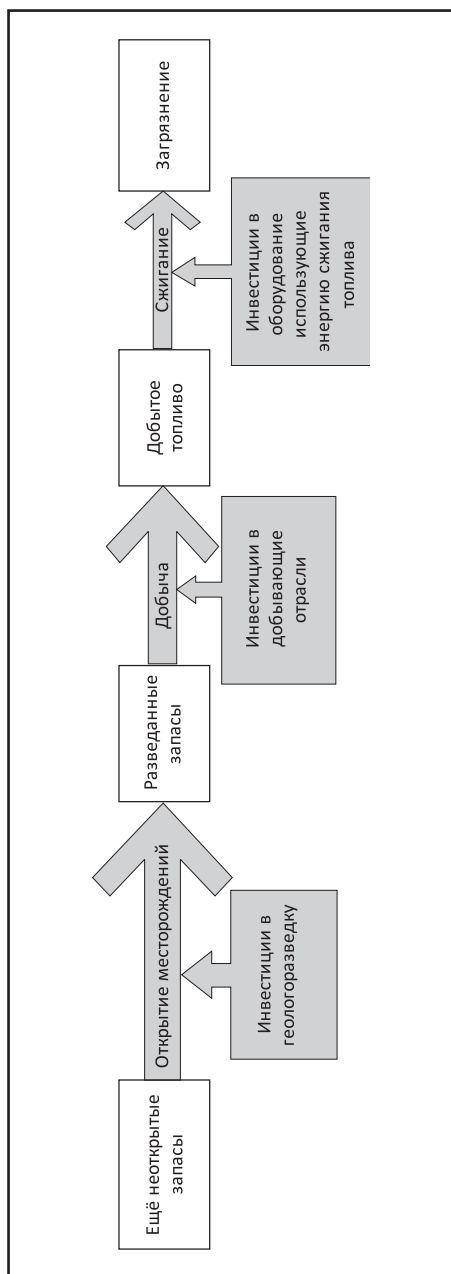 Ещё неоткрытые
запасы
Открытие месторождений
Инвестиции в
геологоразведку
Разведанные
запасы
Добыча
Инвестиции в
добывающие
отрасли
Добытое
топливо
Сжигание
Инвестиции в
оборудование
использующие
энергию сжигания
топлива
Загрязнение